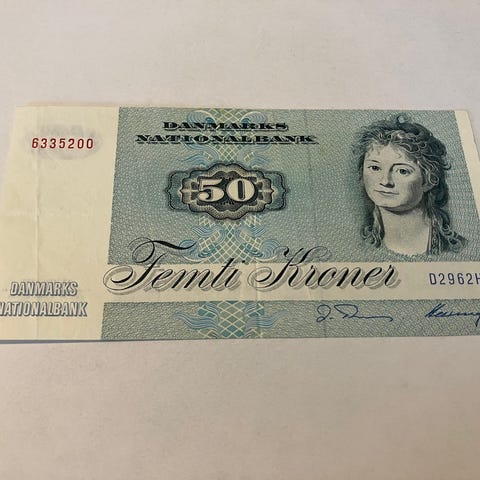 6335200
DANMARKS
NATIONALBANK
50
Femti Kroner
D2962H
DANMARKS
NATIONALBANK